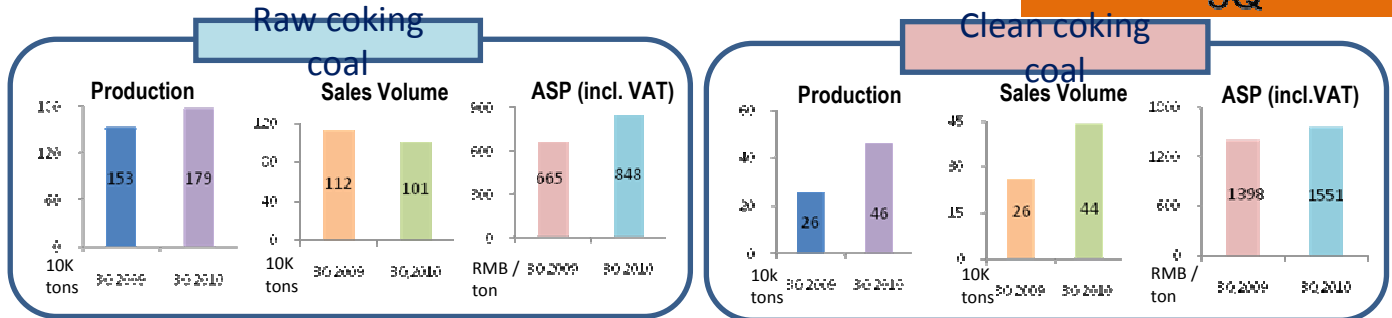 3Q
Raw coking
coal
Production
Sales Volume
ASP (incl. VAT)
120
60
0
153
179
10K
tons
3Q 2009
3Q 2010
120
80
40
0
112
101
3Q 2009
3Q 2010
900
600
300
0
665
848
RMB /
ton
3Q 2009
3Q 2010
Clean coking
coal
Production
Sales Volume
ASP (incl.VAT)
60
40
20
0
26
46
10k
tons
3Q 2009
3Q 2010
45
30
15
0
26
44
10K
tons
3Q 2009
3Q 2010
1200
600
0
1398
1551
RMB /
ton
3Q 2009
3Q 2010